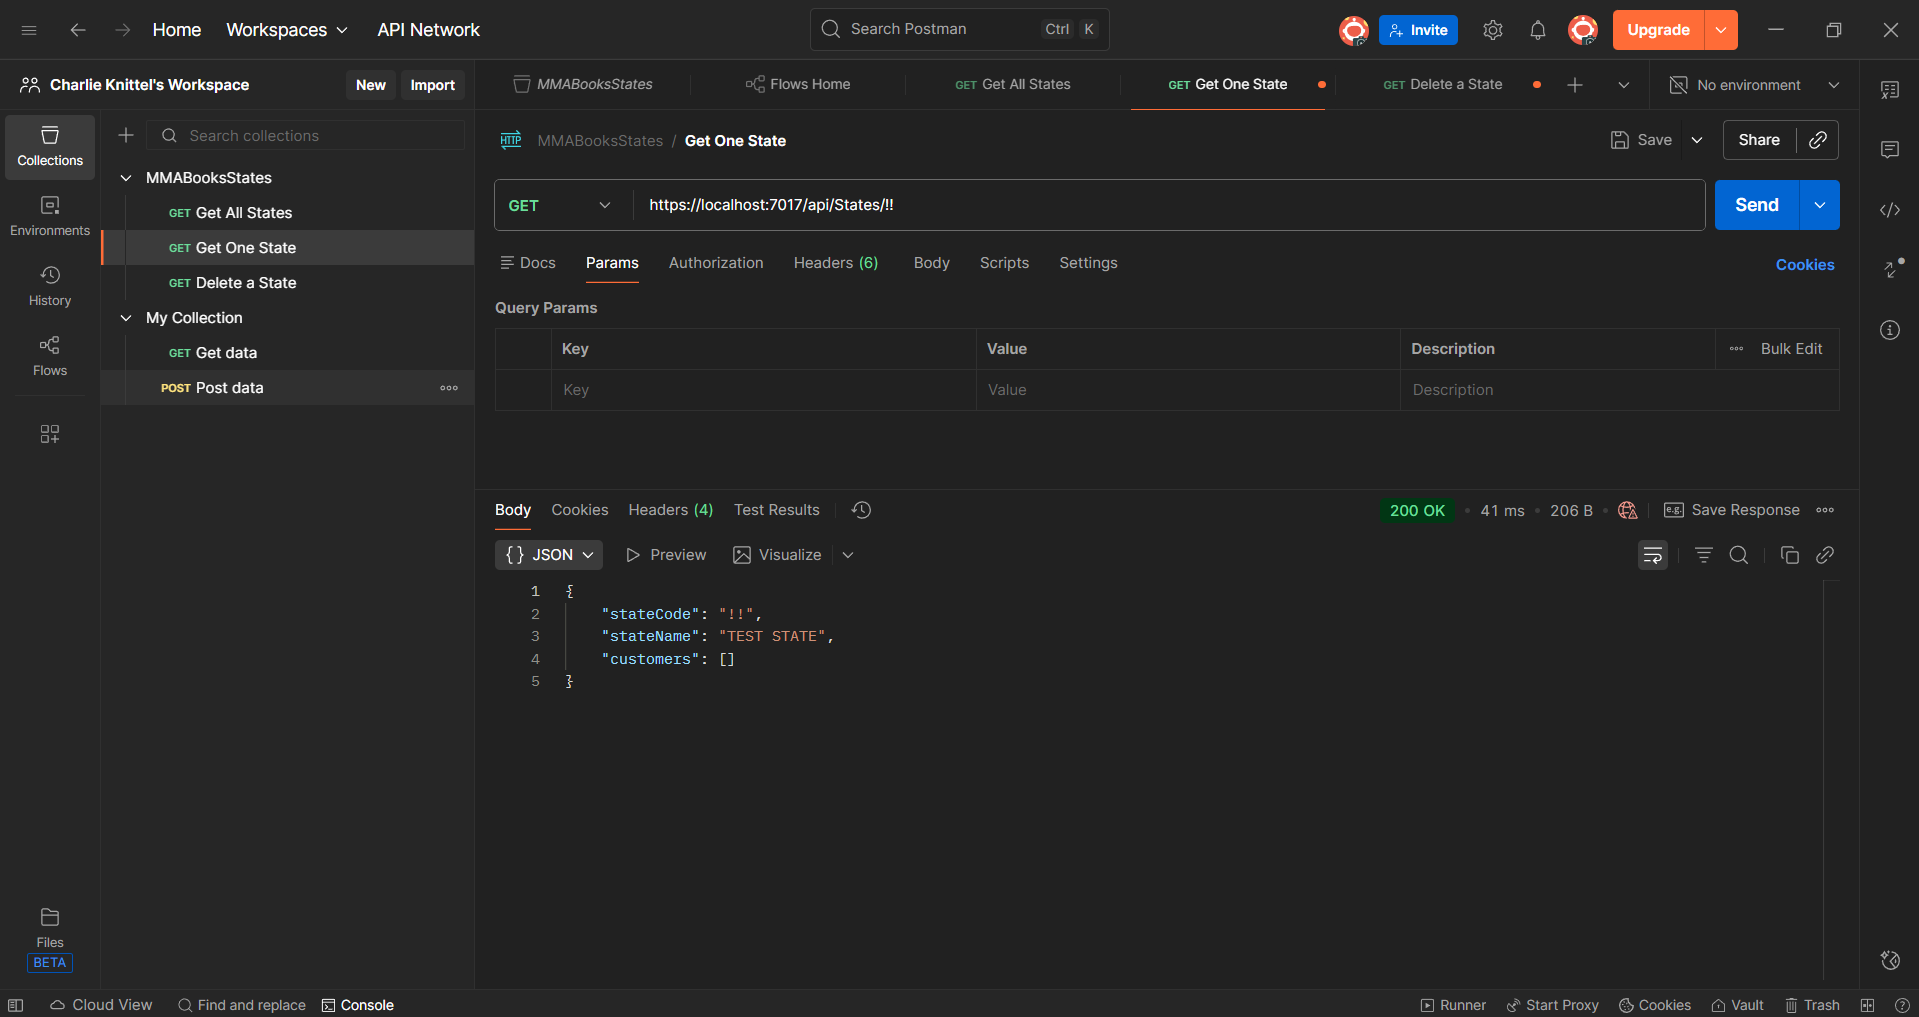 Home Workspaces API Network Search Postman Ctrl K Invite Upgrade
Charlie Knittel's Workspace New Import MMABooksStates Flows Home GET Get All States GET Get One State GET Delete a State No environment
Collections
Environments
History
Flows
Files
BETA
Search collections
MMABooksStates
GET Get All States
GET Get One State
GET Delete a State
My Collection
GET Get data
POST Post data
HTTP MMABooksStates / Get One State Save Share
GET https://localhost:7017/api/States/!! Send
Docs Params Authorization Headers (6) Body Scripts Settings Cookies
Query Params
Key Value Description Bulk Edit
Key Value Description
Body Cookies Headers (4) Test Results 200 OK 41 ms 206 B e.g. Save Response
{} JSON Preview Visualize
1 {
2 "stateCode": "!!",
3 "stateName": "TEST STATE",
4 "customers": []
5 }
Cloud View Find and replace Console Runner Start Proxy Cookies Vault Trash